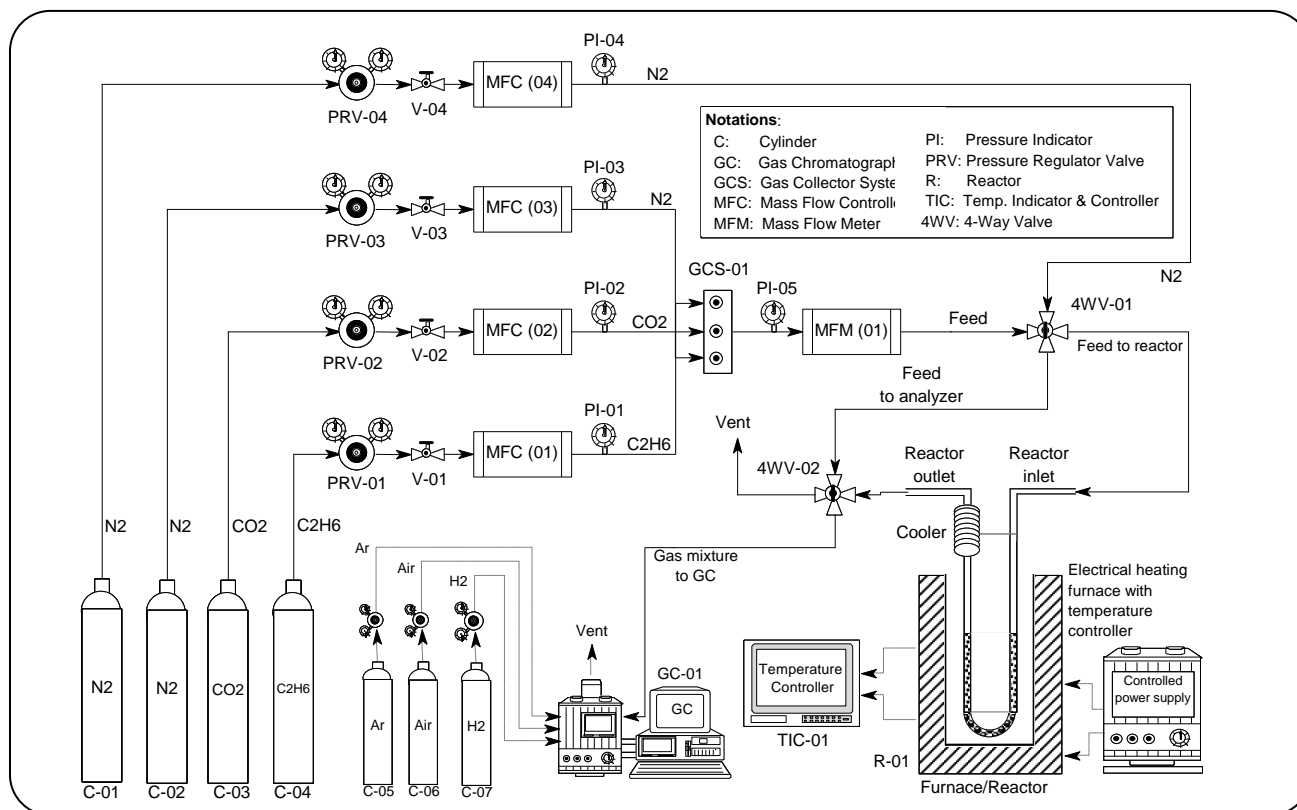 PI-04
N2
MFC (04)
PRV-04
V-04
Notations:
C: Cylinder
GC: Gas Chromatograph
GCS: Gas Collector Syste
MFC: Mass Flow Controlle
MFM: Mass Flow Meter
PI: Pressure Indicator
PRV: Pressure Regulator Valve
R: Reactor
TIC: Temp. Indicator & Controller
4WV: 4-Way Valve
PI-03
N2
MFC (03)
PRV-03
V-03
GCS-01
N2
PI-02
PI-05
4WV-01
CO2
MFC (02)
MFM (01)
Feed
Feed to reactor
PRV-02
V-02
Feed
to analyzer
PI-01
Vent
C2H6
MFC (01)
PRV-01
V-01
4WV-02
Reactor
outlet
Reactor
inlet
N2
N2
CO2
C2H6
Cooler
Ar
Air
H2
Gas mixture
to GC
Electrical heating
furnace with
temperature
controller
Vent
GC-01
N2
N2
CO2
C2H6
Ar
Air
H2
GC
Temperature
Controller
Controlled
power supply
TIC-01
R-01
Furnace/Reactor
C-01
C-02
C-03
C-04
C-05
C-06
C-07